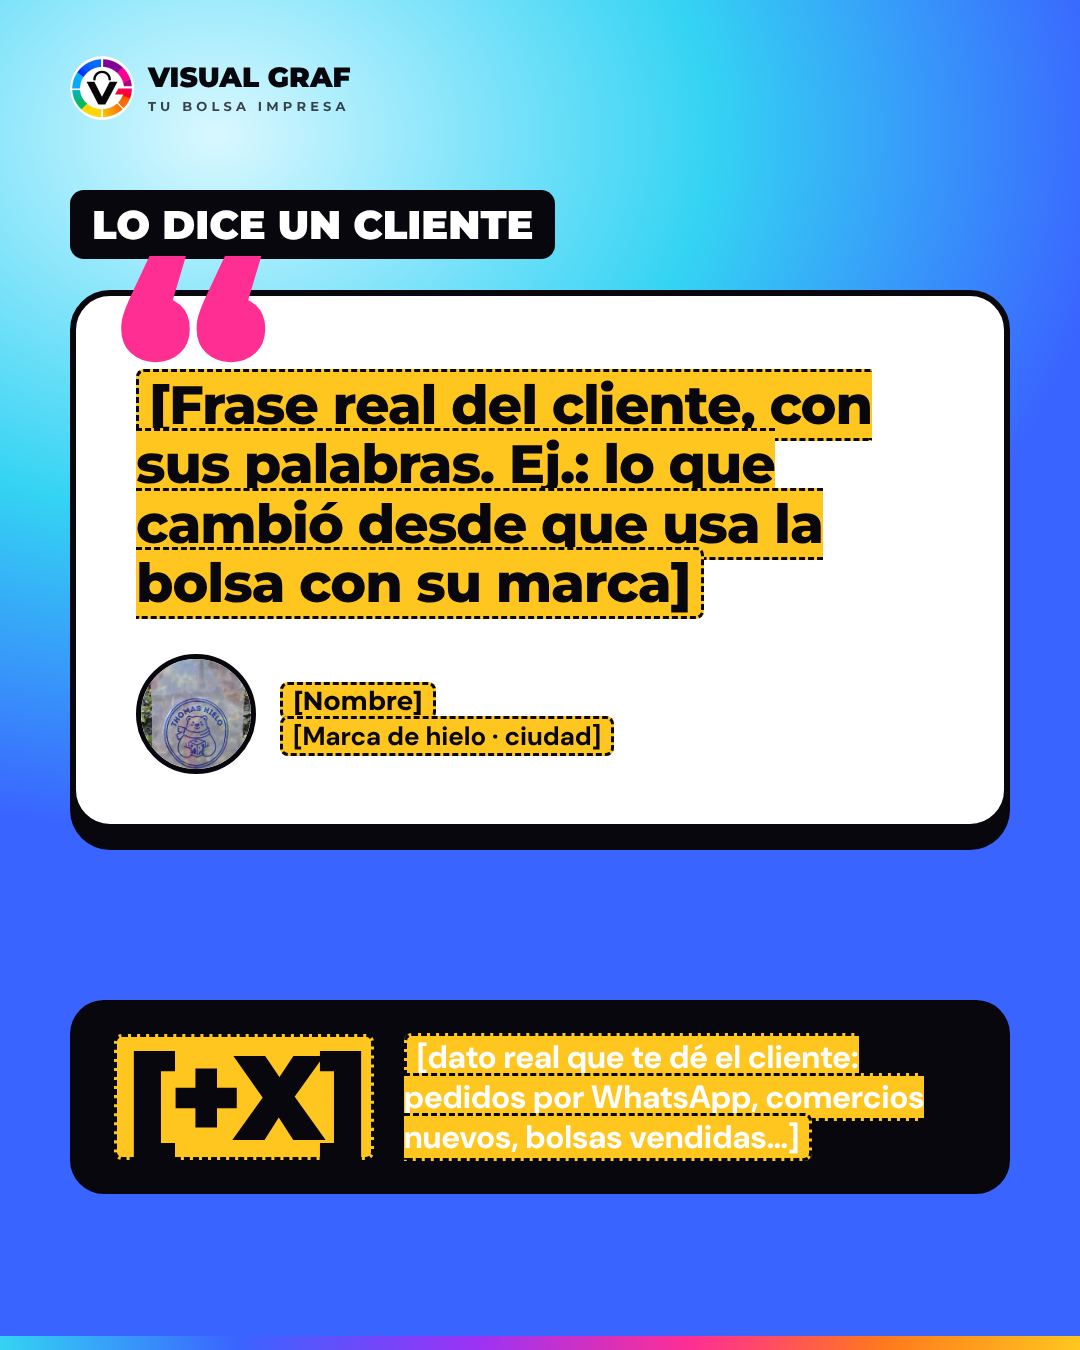 VISUAL GRAF
TU BOLSA IMPRESA
LO DICE UN CLIENTE
“
[Frase real del cliente, con
sus palabras. Ej.: lo que
cambió desde que usa la
bolsa con su marca]
THOMAS HIELO
[Nombre]
[Marca de hielo · ciudad]
[+X]
[dato real que te dé el cliente:
pedidos por WhatsApp, comercios
nuevos, bolsas vendidas…]